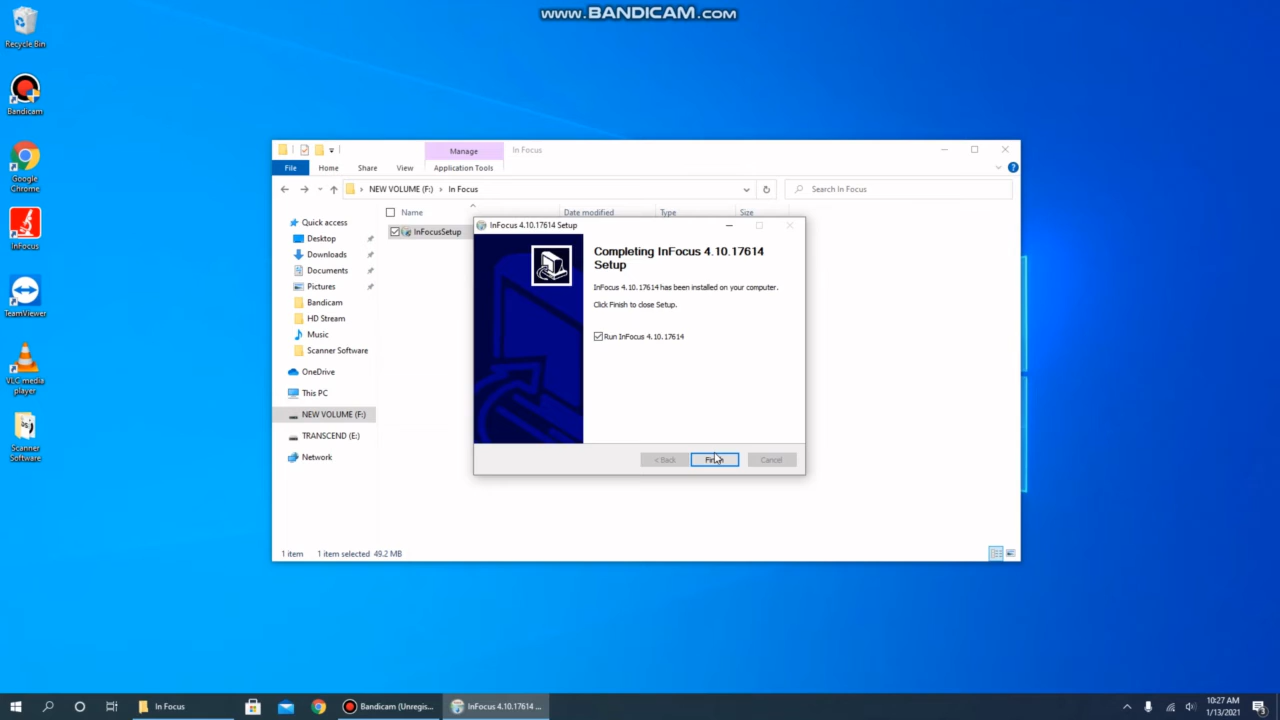 www.BANDICAM.com
Recycle Bin
Bandicam
Google
Chrome
InFocus
TeamViewer
VLC media
player
Scanner
Software
Manage
In Focus
File
Home
Share
View
Application Tools
NEW VOLUME (F:)
In Focus
Search In Focus
Quick access
Desktop
Downloads
Documents
Pictures
Bandicam
HD Stream
Music
Scanner Software
OneDrive
This PC
NEW VOLUME (F:)
TRANSCEND (E:)
Network
Name
Date modified
Type
Size
InFocusSetup
InFocus 4.10.17614 Setup
Completing InFocus 4.10.17614
Setup
InFocus 4.10.17614 has been installed on your computer.
Click Finish to close Setup.
Run InFocus 4.10.17614
< Back
Cancel
1 item
1 item selected
49.2 MB
In Focus
Bandicam (Unregis...
InFocus 4.10.17614 ...
10:27 AM
1/13/2021
3